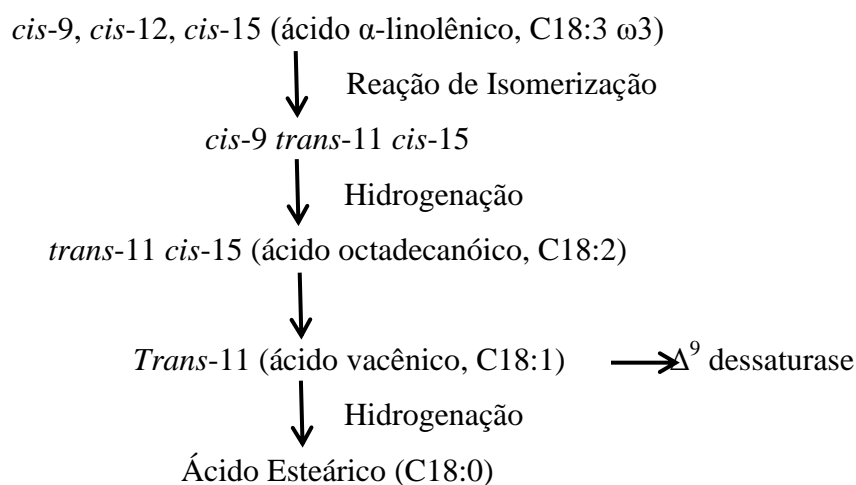 cis-9, cis-12, cis-15 (ácido α-linolênico, C18:3 ω3)
Reação de Isomerização
cis-9 trans-11 cis-15
Hidrogenação
trans-11 cis-15 (ácido octadecanóico, C18:2)
Trans-11 (ácido vacênico, C18:1) Δ⁹ dessaturase
Hidrogenação
Ácido Esteárico (C18:0)